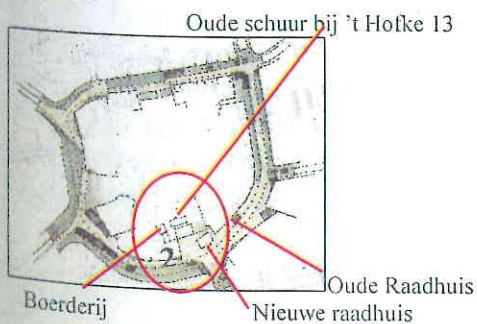 Oude schuur bij ’t Hofke 13
2
Oude Raadhuis
Boerderij
Nieuwe raadhuis